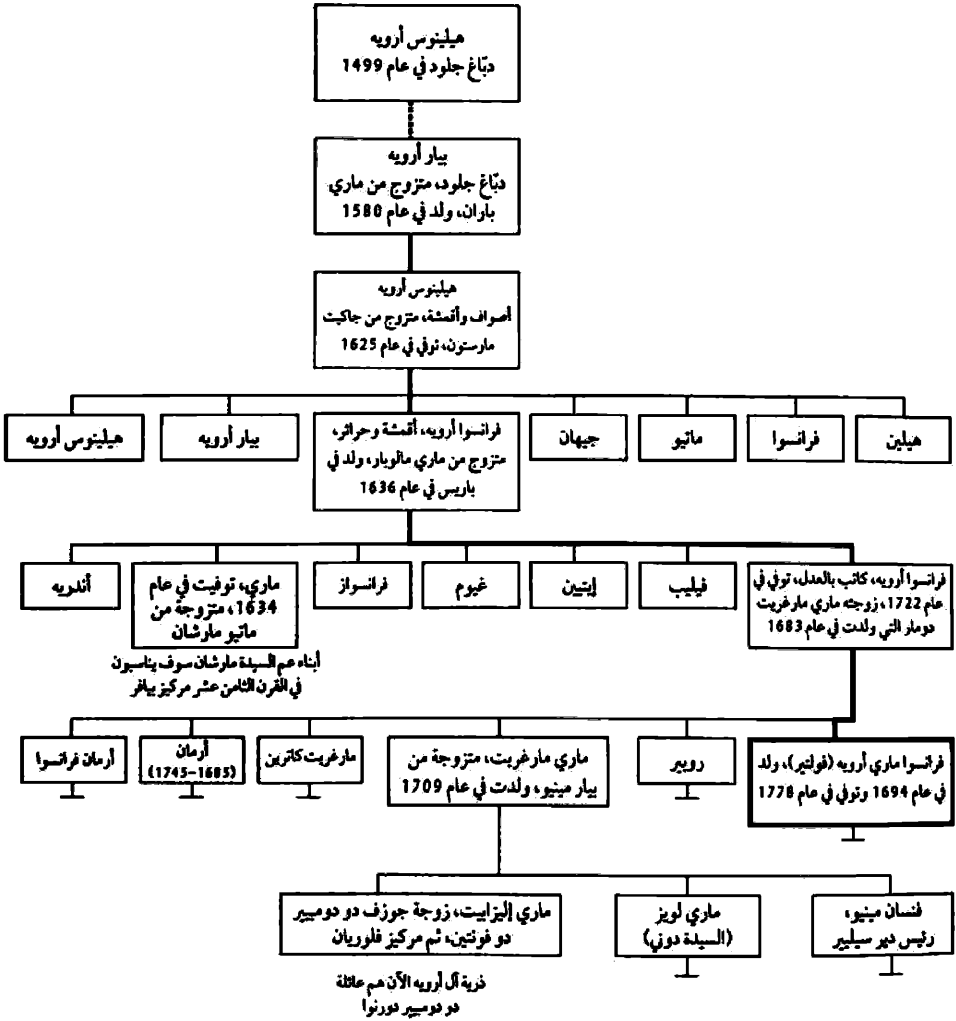 هيلينوس أرويه
دبّاغ جلود في عام 1499
بيار أرويه
دبّاغ جلود، متزوج من ماري
باران، ولد في عام 1580
هيلينوس أرويه
أصواف وأقمشة، متزوج من جاكيت
مارستون، توفي في عام
1625
هيلين
فرانسوا
ماتيو
جيهان
فرانسوا أرويه، أقمشة وحرائر،
متزوج من ماري مالوبار، ولد في
باريس في عام 1636
بيار أرويه
هيلينوس أرويه
فرانسوا أرويه، كاتب بالعدل، توفي في
عام 1722، زوجته ماري مارغريت
دومار التي ولدت في عام 1683
فيليب
إيتيين
غيوم
فرانسواز
ماري، توفيت في عام
1634، متزوجة من
ماتيو مارشان
أبناء عم السيدة مارشان سوف يناسبون
في القرن الثامن عشر مركيز بيافر
أندريه
فرانسوا ماري أرويه (فولتير)، ولد
في عام 1694 وتوفي في عام 1778
روبير
ماري مارغريت، متزوجة من
بيار مينيو، ولدت في عام 1709
مارغريت كاترين
أرمان
(1685-1745)
أرمان فرانسوا
فنسان مينيو،
رئيس دير سيليير
ماري لويز
(السيدة دوني)
ماري إليزابيت، زوجة جوزف دو دومبيير
دو فونتين، ثم مركيز فلوريان
ذرية آل أرويه الآن هم عائلة
دو دومبيير دورنوا